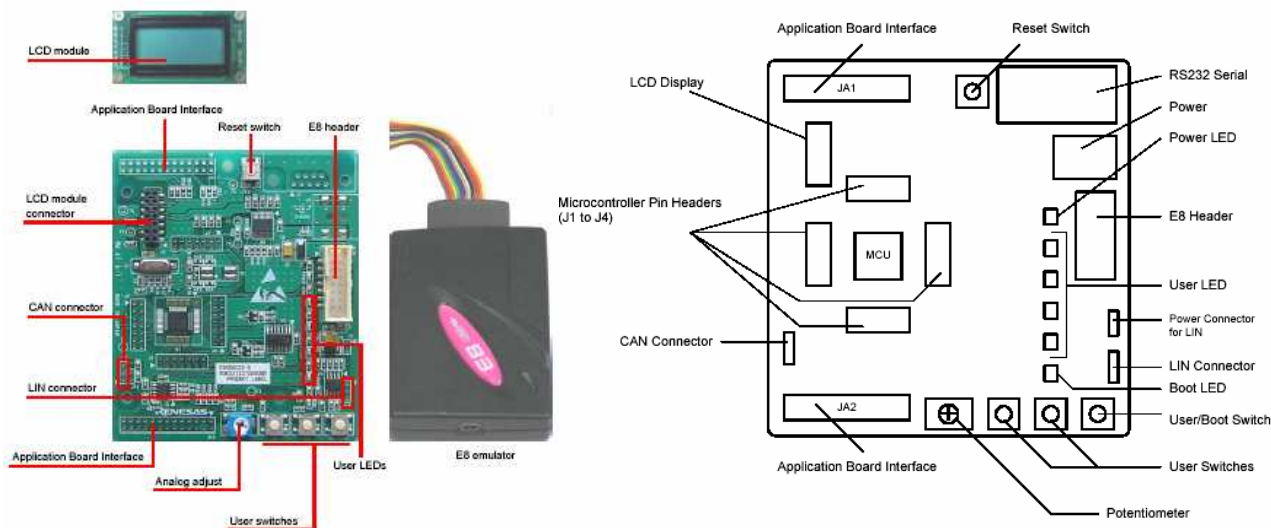 LCD module
Application Board Interface
Reset switch
E8 header
LCD module
connector
CAN connector
LIN connector
RENESAS
Application Board Interface
Analog adjust
User switches
User LEDs
E8
E8 emulator
Application Board Interface
Reset Switch
LCD Display
JA1
RS232 Serial
Power
Power LED
Microcontroller Pin Headers
(J1 to J4)
E8 Header
MCU
User LED
Power Connector
for LIN
CAN Connector
LIN Connector
Boot LED
JA2
User/Boot Switch
Application Board Interface
User Switches
Potentiometer